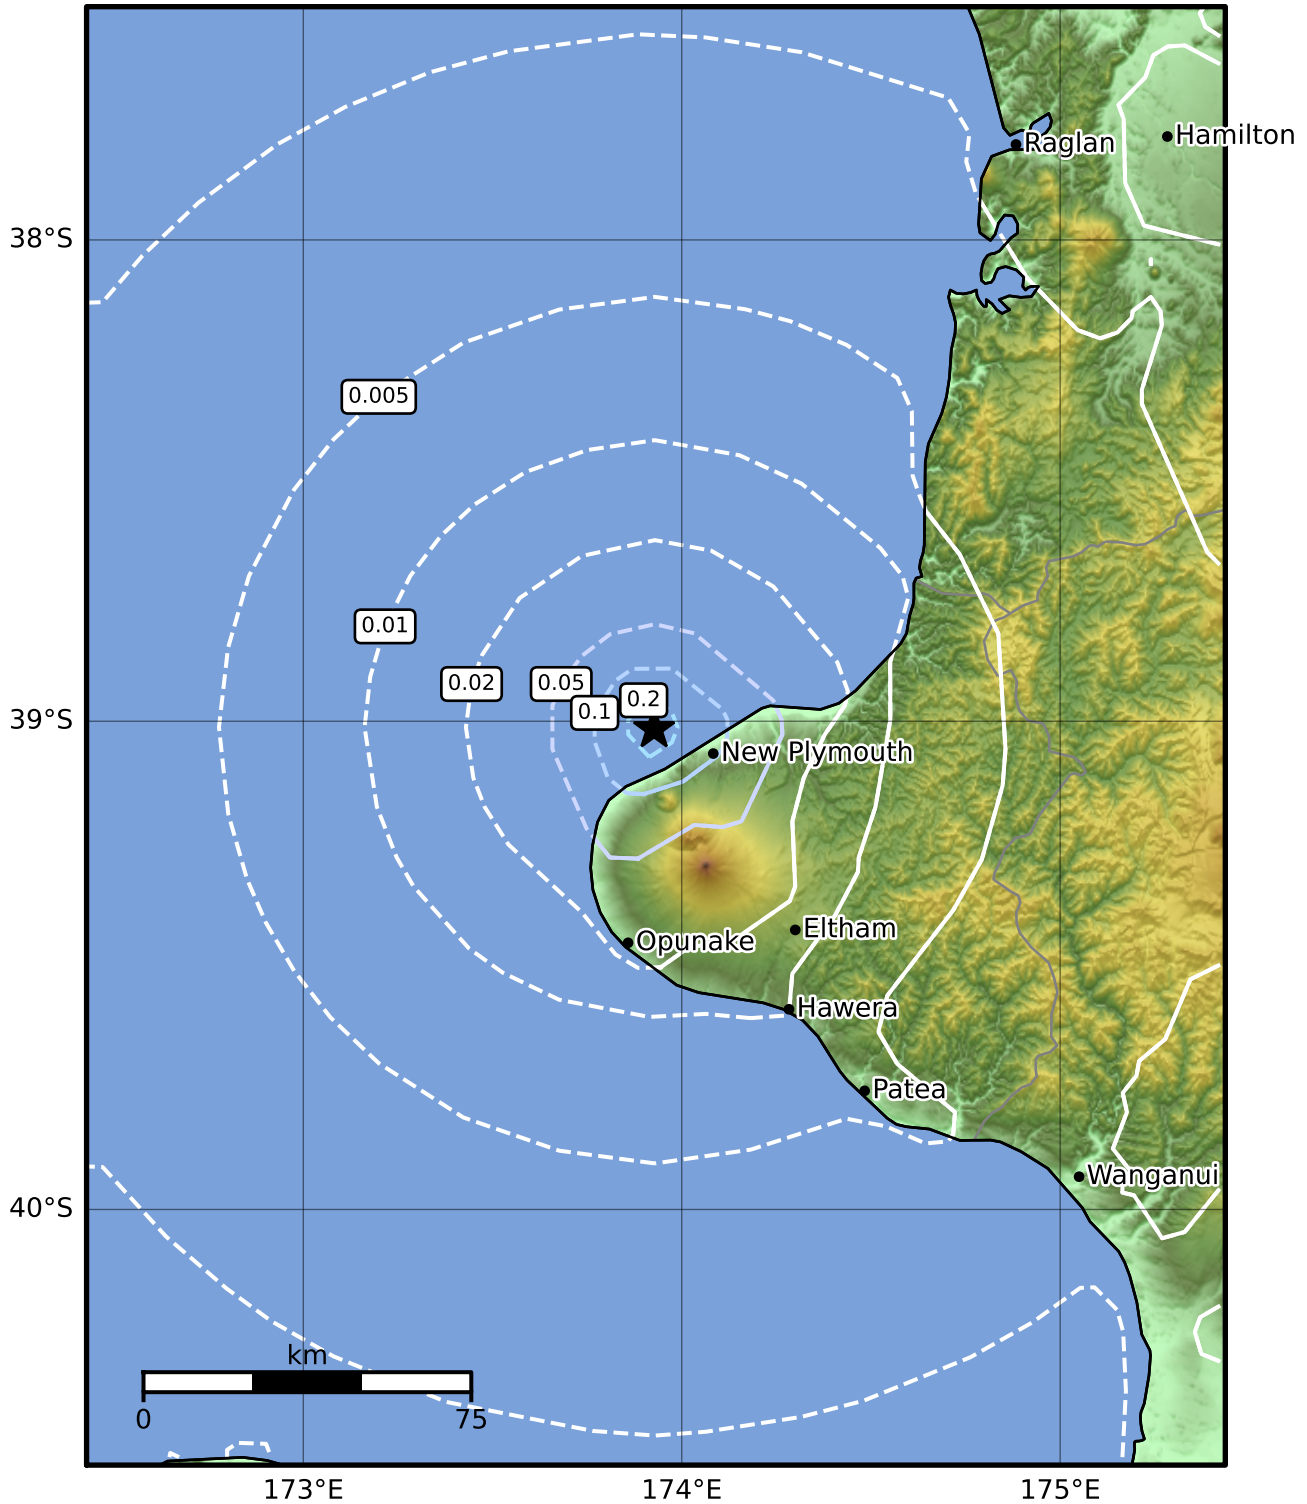 Hamilton
Raglan
38°S
0.005
0.01
0.02
0.05
0.2
0.1
39°S
New Plymouth
Eltham
Opunake
Hawera
Patea
Wanganui
40°S
km
0
75
173°E
174°E
175°E